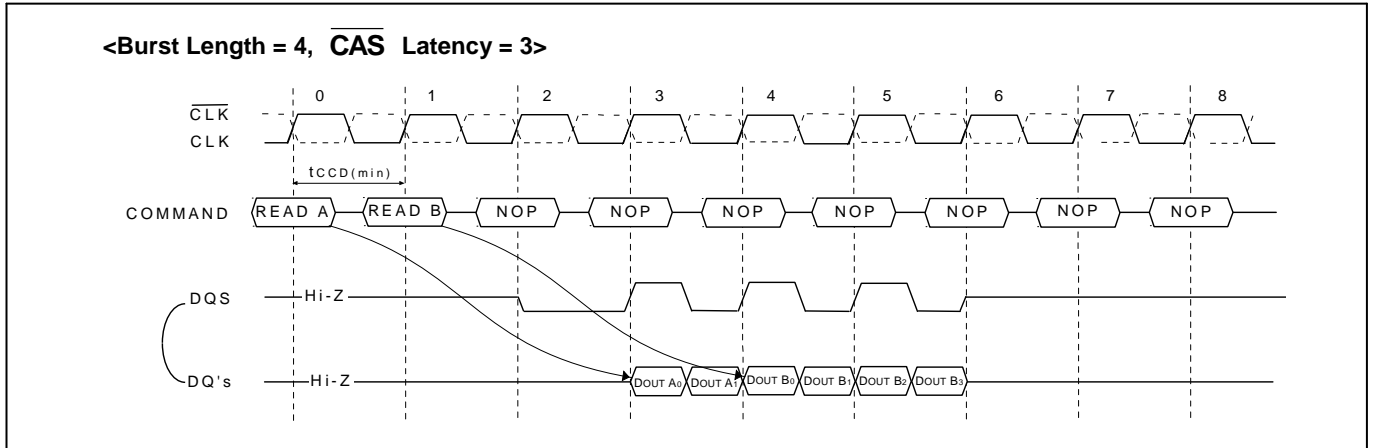 <Burst Length = 4, CAS Latency = 3>
0 1 2 3 4 5 6 7 8
CLK
CLK
tCCD(min)
COMMAND READ A READ B NOP NOP NOP NOP NOP NOP NOP
DQS Hi-Z
DQ's Hi-Z DOUT A0 DOUT A1 DOUT B0 DOUT B1 DOUT B2 DOUT B3